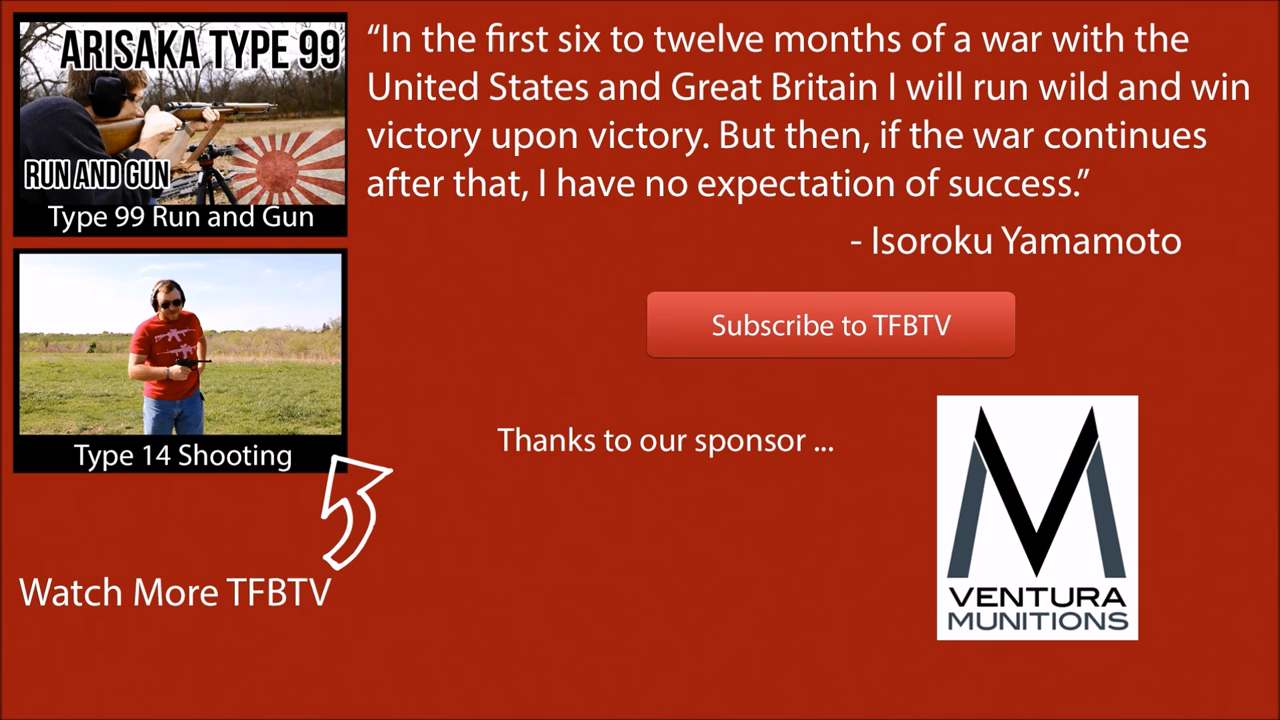 ARISAKA TYPE 99
RUN AND GUN
Type 99 Run and Gun
“In the first six to twelve months of a war with the
United States and Great Britain I will run wild and win
victory upon victory. But then, if the war continues
after that, I have no expectation of success.”
- Isoroku Yamamoto
Type 14 Shooting
Subscribe to TFBTV
Thanks to our sponsor ...
Watch More TFBTV
VENTURA
MUNITIONS